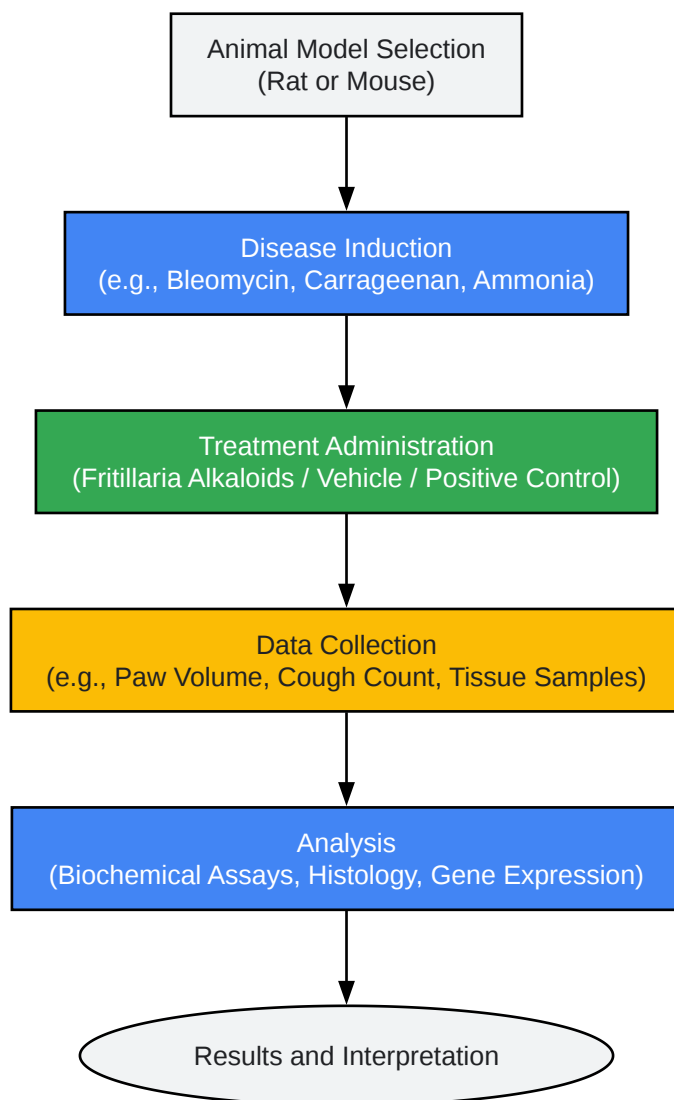 Animal Model Selection
(Rat or Mouse)
Disease Induction
(e.g., Bleomycin, Carrageenan, Ammonia)
Treatment Administration
(Fritillaria Alkaloids / Vehicle / Positive Control)
Data Collection
(e.g., Paw Volume, Cough Count, Tissue Samples)
Analysis
(Biochemical Assays, Histology, Gene Expression)
Results and Interpretation